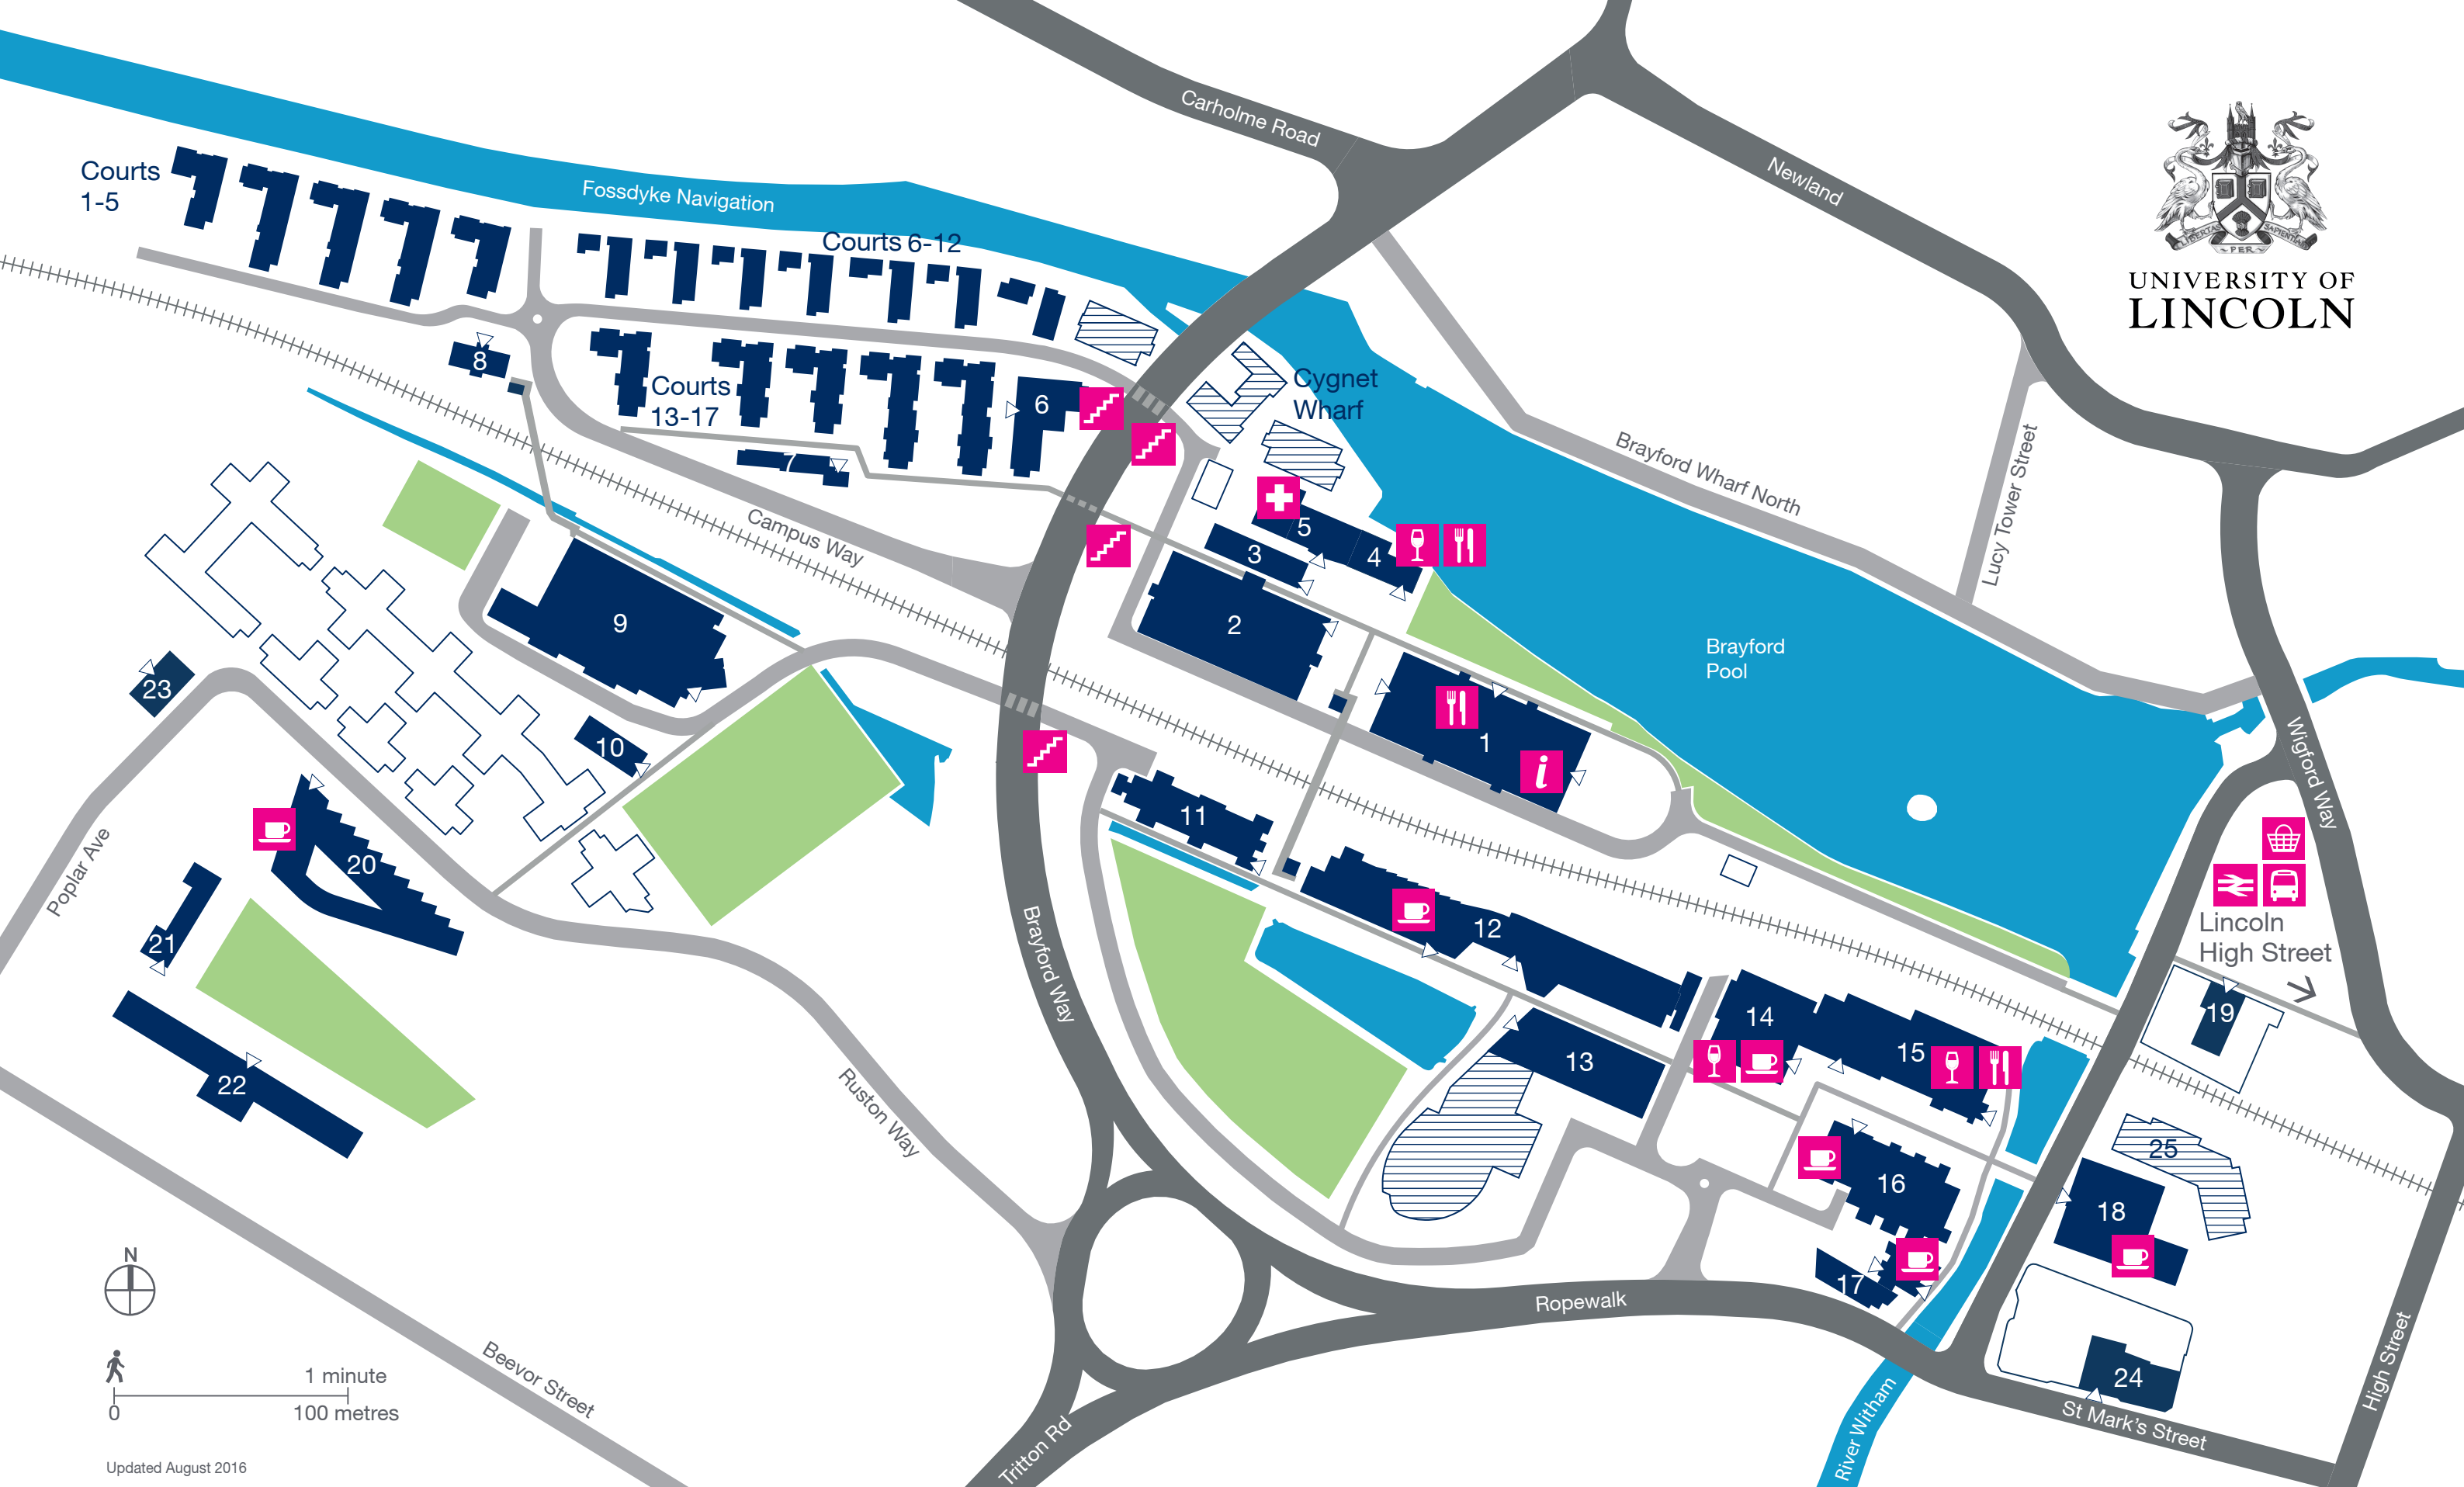 Carholme Road
Newland
UNIVERSITY OF
LINCOLN
LIBERTAS
PER
SAPIENTIAM
Courts
1-5
Fossdyke Navigation
Courts 6-12
8
Courts
13-17
6
7
Cygnet
Wharf
Brayford Wharf North
Lucy Tower Street
Campus Way
5
3
4
9
2
Brayford
Pool
23
10
1
i
Wigford Way
11
20
12
Poplar Ave
21
Lincoln
High Street
Brayford Way
14
19
15
13
22
Ruston Way
25
16
18
17
N
Ropewalk
24
1 minute
0
100 metres
Beevor Street
High Street
St Mark's Street
River Witham
Tritton Rd
Updated August 2016